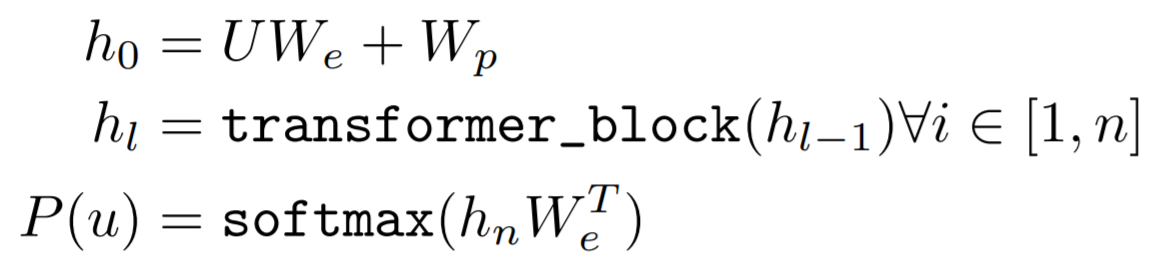 h_0 = UW_e + W_p
h_l = transformer_block(h_{l−1})∀i ∈ [1, n]
P(u) = softmax(h_n W_e^T)